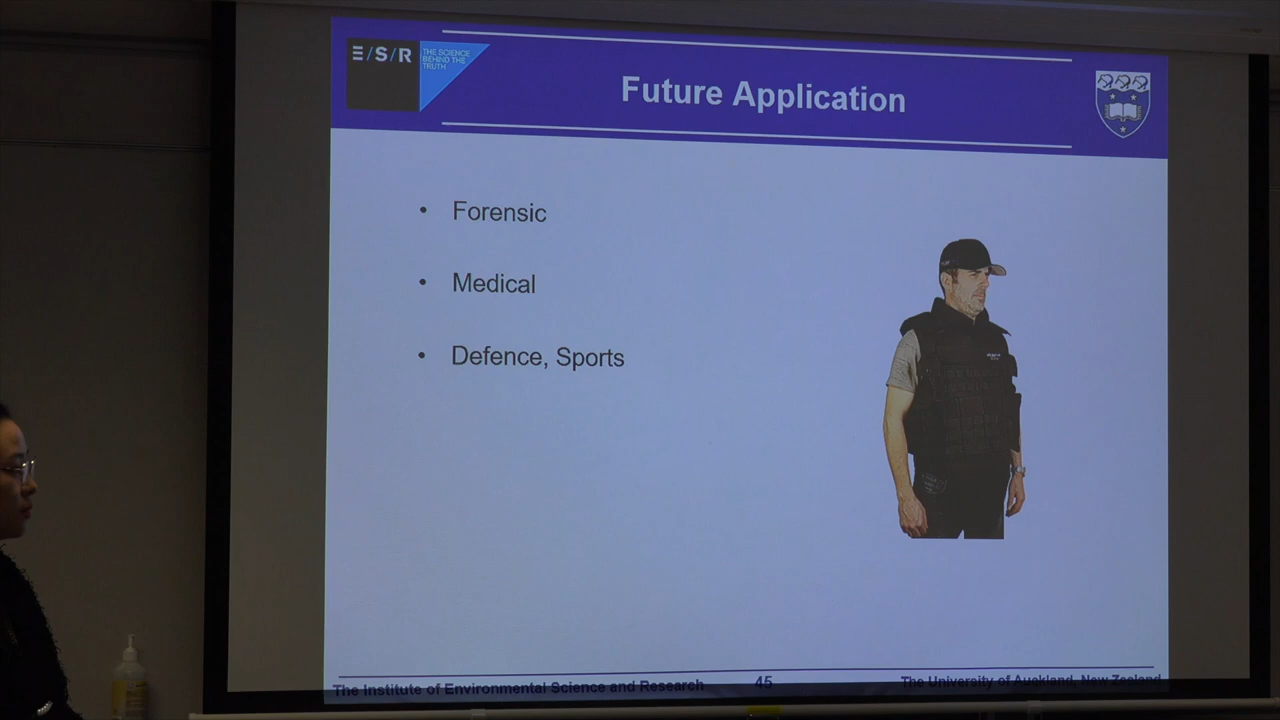 E/S/R
THE SCIENCE
BEHIND THE
TRUTH
Future Application
• Forensic
• Medical
• Defence, Sports
The Institute of Environmental Science and Research
45
The University of Auckland, New Zealand